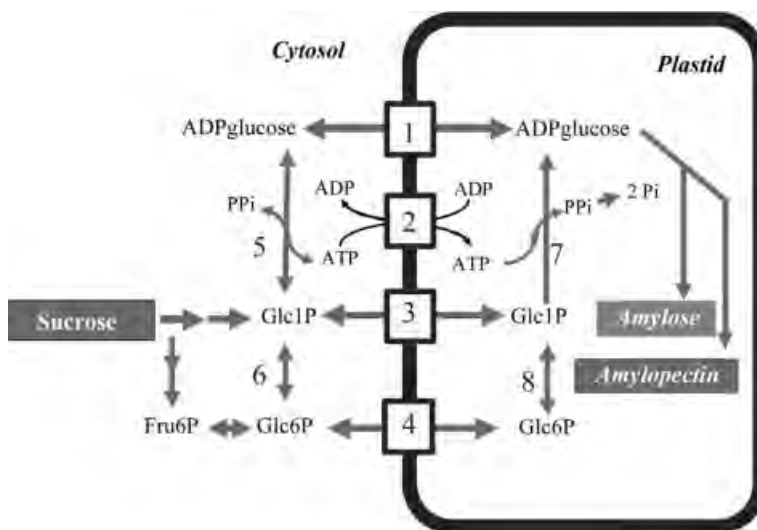 Cytosol
Plastid
ADPglucose
1
ADPglucose
PPi
ADP
ADP
PPi
2 Pi
2
5
ATP
ATP
7
Sucrose
Glc1P
3
Glc1P
Amylose
6
8
Amylopectin
Fru6P
Glc6P
4
Glc6P